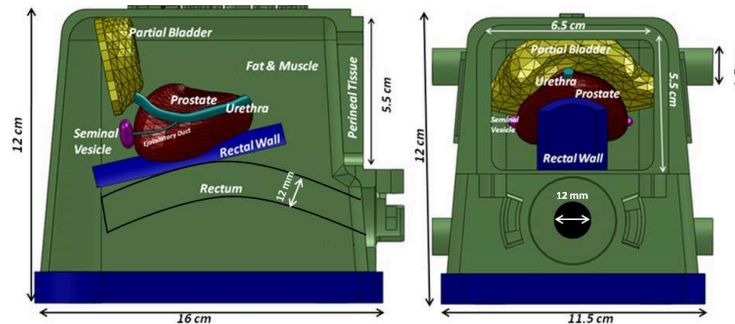 Partial Bladder
Fat & Muscle
Prostate
Urethra
Seminal
Vesicle
Ejaculatory Duct
Rectal Wall
Rectum
12 mm
Perineal Tissue
5.5 cm
12 cm
16 cm
6.5 cm
Partial Bladder
Urethra
Prostate
Seminal
Vesicle
Rectal Wall
5.5 cm
12 mm
12 cm
11.5 cm